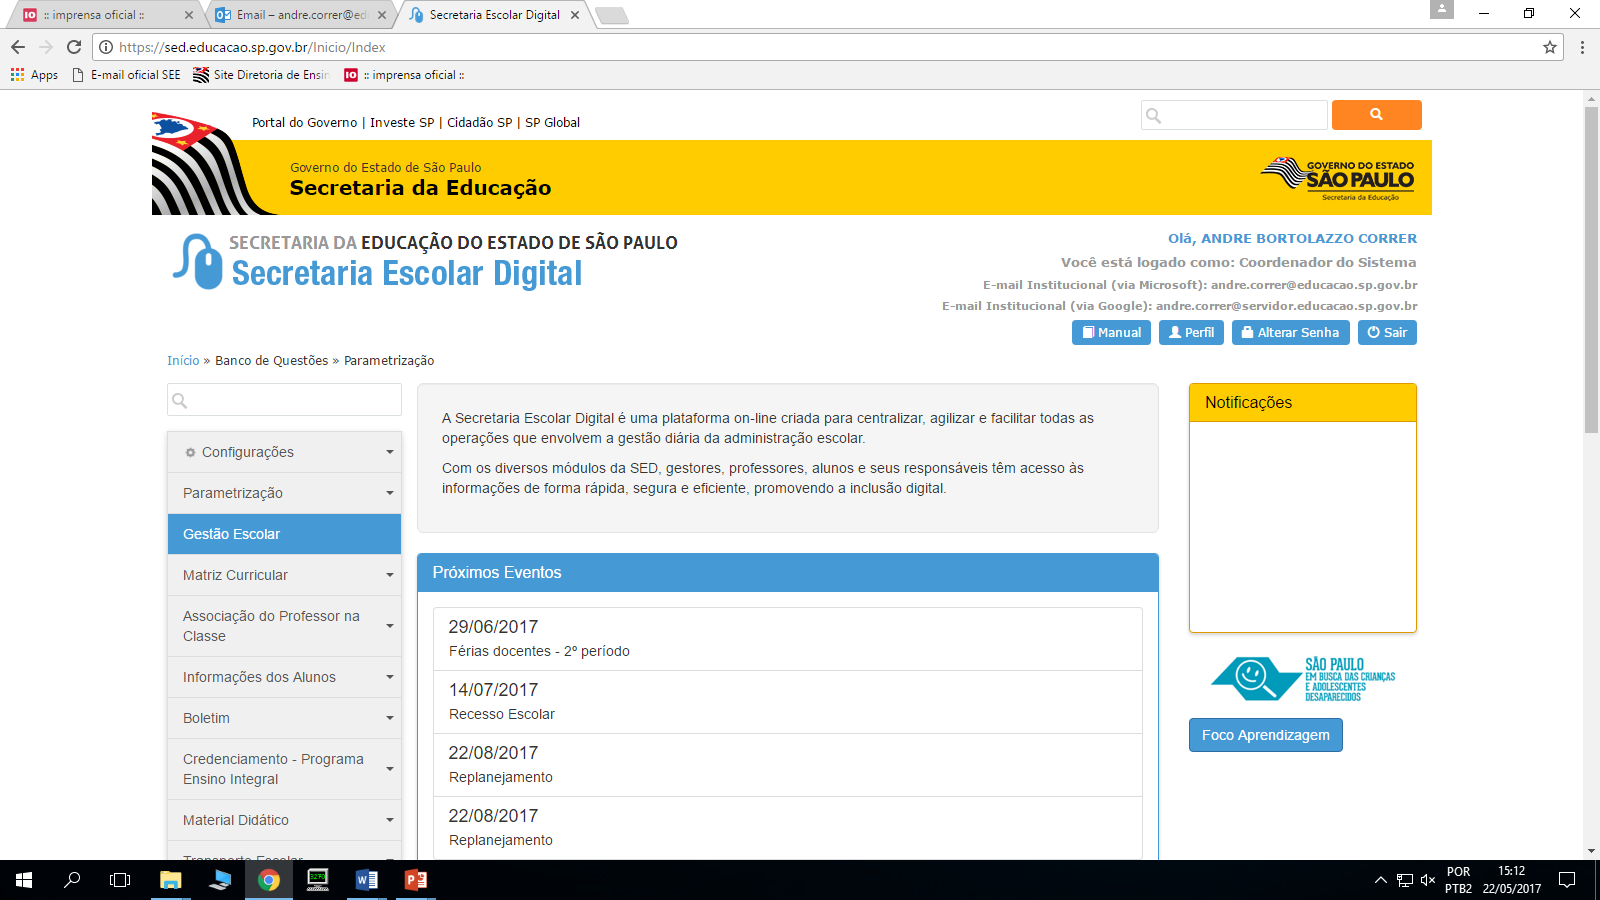 :: imprensa oficial ::
Email – andre.correr@ed
Secretaria Escolar Digital
https://sed.educacao.sp.gov.br/Inicio/Index
Apps
E-mail oficial SEE
Site Diretoria de Ensin
:: imprensa oficial ::
Portal do Governo | Investe SP | Cidadão SP | SP Global
Governo do Estado de São Paulo
Secretaria da Educação
GOVERNO DO ESTADO
SÃO PAULO
Secretaria da Educação
SECRETARIA DA EDUCAÇÃO DO ESTADO DE SÃO PAULO
Secretaria Escolar Digital
Olá, ANDRE BORTOLAZZO CORRER
Você está logado como: Coordenador do Sistema
E-mail Institucional (via Microsoft): andre.correr@educacao.sp.gov.br
E-mail Institucional (via Google): andre.correr@servidor.educacao.sp.gov.br
Manual
Perfil
Alterar Senha
Sair
Início » Banco de Questões » Parametrização
Configurações
Parametrização
Gestão Escolar
Matriz Curricular
Associação do Professor na
Classe
Informações dos Alunos
Boletim
Credenciamento - Programa
Ensino Integral
Material Didático
Transporte Escolar
A Secretaria Escolar Digital é uma plataforma on-line criada para centralizar, agilizar e facilitar todas as
operações que envolvem a gestão diária da administração escolar.
Com os diversos módulos da SED, gestores, professores, alunos e seus responsáveis têm acesso às
informações de forma rápida, segura e eficiente, promovendo a inclusão digital.
Próximos Eventos
29/06/2017
Férias docentes - 2º período
14/07/2017
Recesso Escolar
22/08/2017
Replanejamento
22/08/2017
Replanejamento
Notificações
SÃO PAULO
EM BUSCA DAS CRIANÇAS
E ADOLESCENTES
DESAPARECIDOS
Foco Aprendizagem
POR
PTB2
15:12
22/05/2017